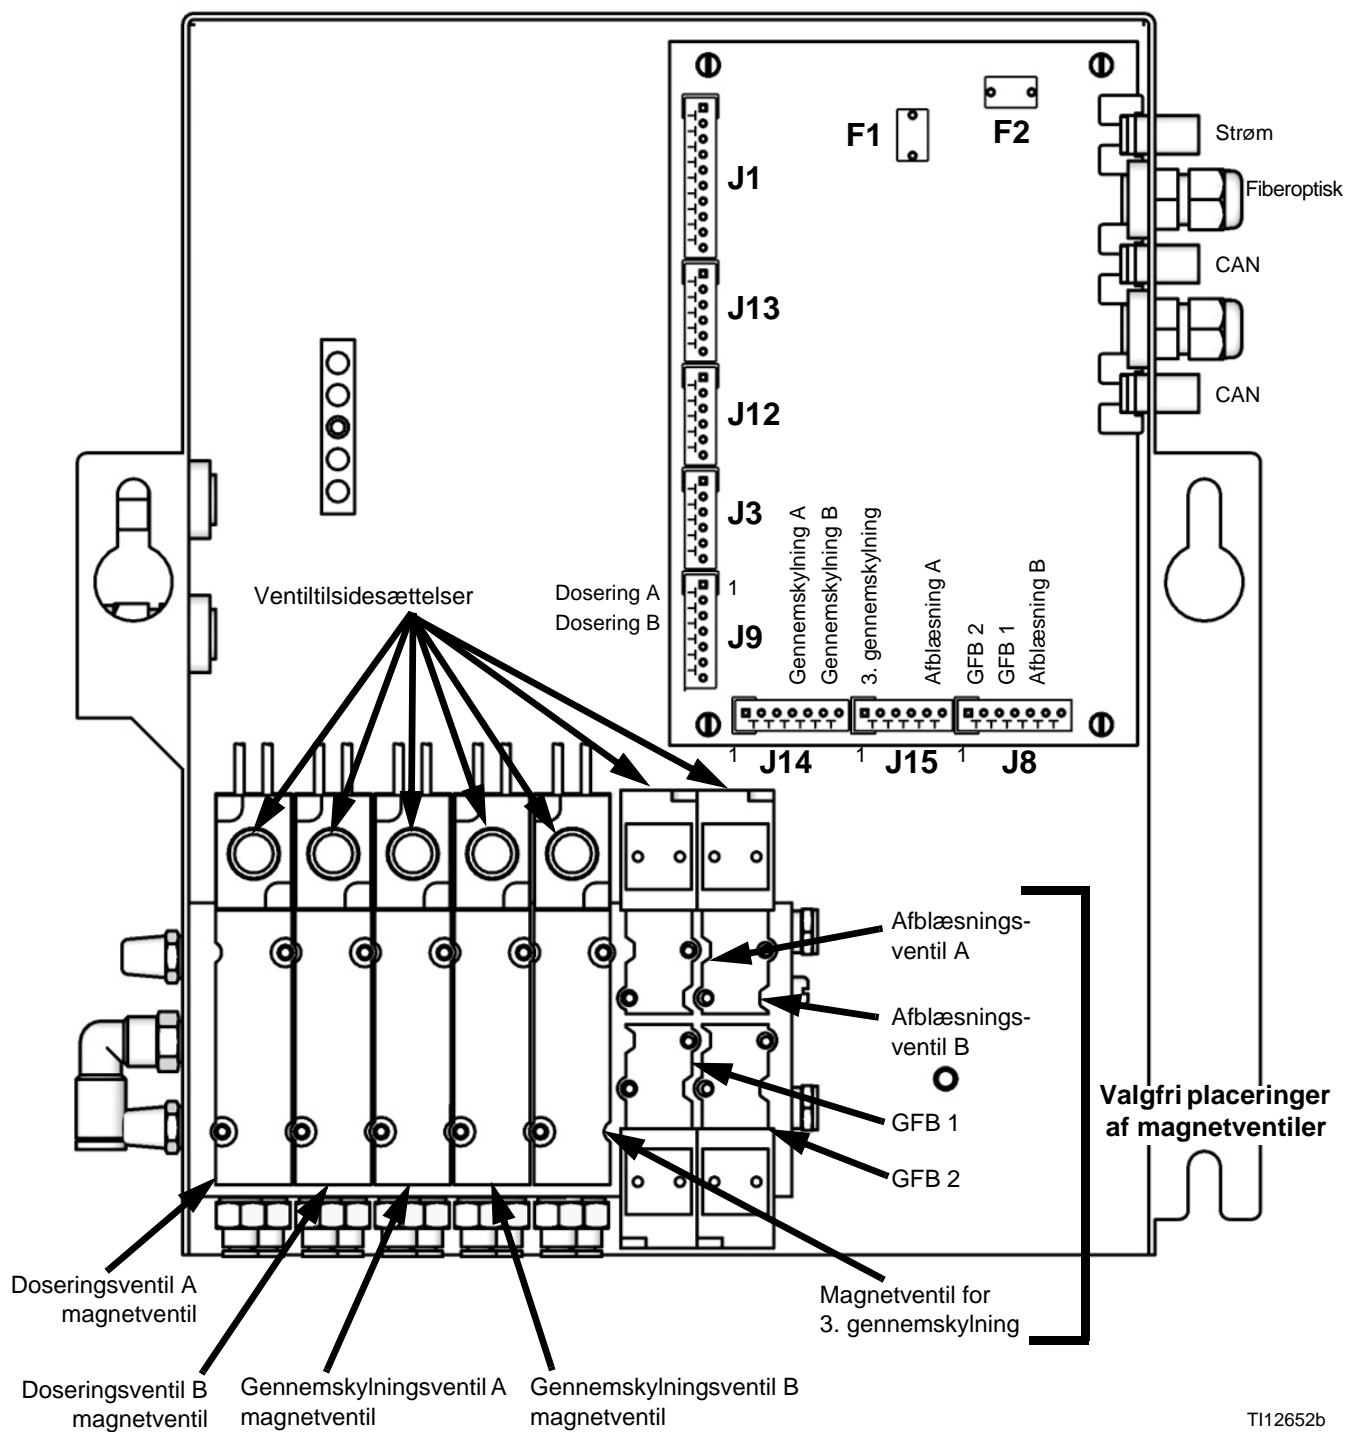 F1
F2
Strøm
J1
Fiberoptisk
CAN
J13
CAN
J12
J3
Gennemskylning A
Gennemskylning B
3. gennemskylning
Afblæsning A
GFB 2
GFB 1
Afblæsning B
Ventiltilsidesættelser
Dosering A
Dosering B
1
J9
1
J14
1
J15
1
J8
Afblæsnings-
ventil A
Afblæsnings-
ventil B
GFB 1
GFB 2
Valgfri placeringer
af magnetventiler
Doseringsventil A
magnetventil
Magnetventil for
3. gennemskylning
Doseringsventil B
magnetventil
Gennemskylningsventil A
magnetventil
Gennemskylningsventil B
magnetventil
TI12652b